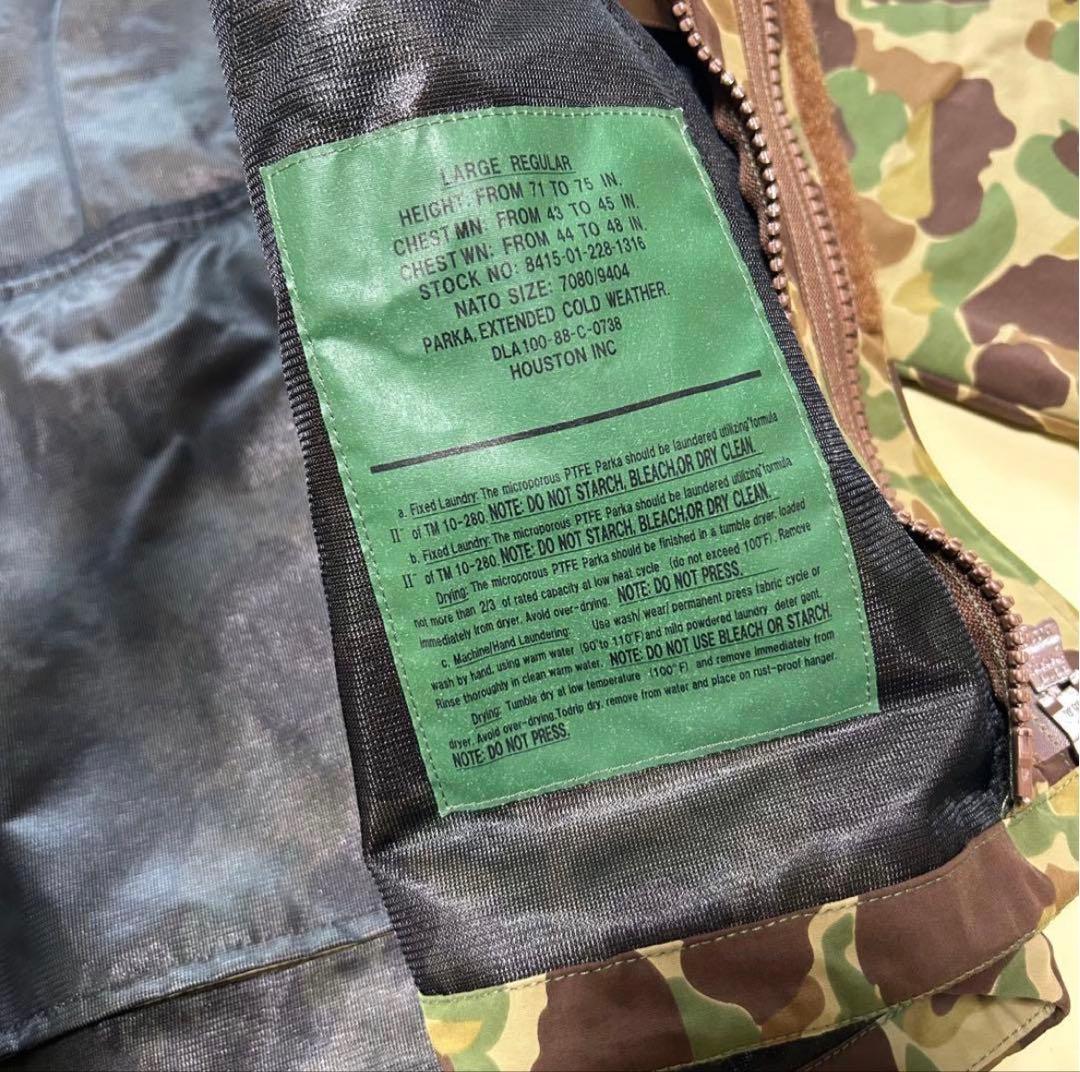 LARGE REGULAR
HEIGHT: FROM 71 TO 75 IN.
CHEST MN: FROM 43 TO 45 IN.
CHEST WN: FROM 44 TO 48 IN.
STOCK NO: 8415-01-228-1316
NATO SIZE: 7080/9404
PARKA, EXTENDED COLD WEATHER.
DLA100-88-C-0738
HOUSTON INC
a. Fixed Laundry: The microporous PTFE Parka should be laundered utilizing"formula
II" of TM 10-280. NOTE: DO NOT STARCH, BLEACH,OR DRY CLEAN.
b. Fixed Laundry: The microporous PTFE Parka should be laundered utilizing"formula
II" of TM 10-280. NOTE: DO NOT STARCH, BLEACH,OR DRY CLEAN.
Drying: The microporous PTFE Parka should be finished in a tumble dryer, loaded
not more than 2/3 of rated capacity at low heat cycle (do not exceed 100°F). Remove
immediately from dryer. Avoid over-drying. NOTE: DO NOT PRESS.
c. Machine/Hand Laundering: Use wash/wear/permanent press fabric cycle or
wash by hand, using warm water (90°to 110°F)and mild powdered laundry deter gent.
Rinse thoroughly in clean warm water. NOTE: DO NOT USE BLEACH OR STARCH.
Drying: Tumble dry at low temperature (100°F) and remove immediately from
dryer. Avoid over-drying.Todrip dry, remove from water and place on rust-proof hanger.
NOTE: DO NOT PRESS.